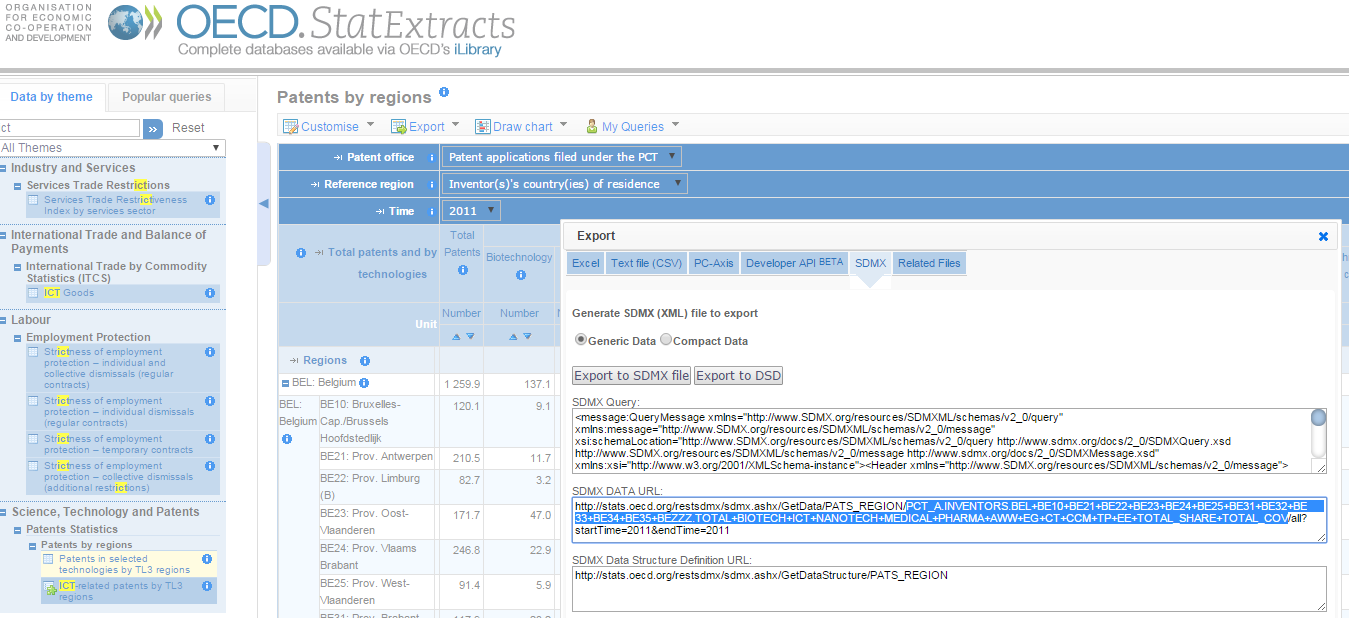 ORGANISATION
FOR ECONOMIC
CO-OPERATION
AND DEVELOPMENT
OECD.StatExtracts
Complete databases available via OECD's iLibrary
Data by theme
Popular queries
ct
Reset
All Themes
Industry and Services
Services Trade Restrictions
Services Trade Restrictiveness
Index by services sector
International Trade and Balance of
Payments
International Trade by Commodity
Statistics (ITCS)
ICT Goods
Labour
Employment Protection
Strictness of employment
protection – individual and
collective dismissals (regular
contracts)
Strictness of employment
protection – individual dismissals
(regular contracts)
Strictness of employment
protection – temporary contracts
Strictness of employment
protection – collective dismissals
(additional restrictions)
Science, Technology and Patents
Patents Statistics
Patents by regions
Patents in selected
technologies by TL3 regions
ICT-related patents by TL3
regions
Patents by regions
Customise
Export
Draw chart
My Queries
Patent office
Patent applications filed under the PCT
Reference region
Inventor(s)'s country(ies) of residence
Time
2011
Total patents and by
technologies
Total
Patents
Biotechnology
Unit
Number
Number
Regions
BEL: Belgium
1 259.9
137.1
BEL:
Belgium
BE10: Bruxelles-
Cap./Brussels
Hoofdstedlijk
120.1
9.1
BE21: Prov. Antwerpen
210.5
11.7
BE22: Prov. Limburg
(B)
82.7
3.2
BE23: Prov. Oost-
Vlaanderen
171.7
47.0
BE24: Prov. Vlaams
Brabant
246.8
22.9
BE25: Prov. West-
Vlaanderen
91.4
5.9
Export
Excel
Text file (CSV)
PC-Axis
Developer API BETA
SDMX
Related Files
Generate SDMX (XML) file to export
Generic Data
Compact Data
Export to SDMX file
Export to DSD
SDMX Query:
<message:QueryMessage xmlns="http://www.SDMX.org/resources/SDMXML/schemas/v2_0/query"
xmlns:message="http://www.SDMX.org/resources/SDMXML/schemas/v2_0/message"
xsi:schemaLocation="http://www.SDMX.org/resources/SDMXML/schemas/v2_0/query http://www.sdmx.org/docs/2_0/SDMXQuery.xsd
http://www.SDMX.org/resources/SDMXML/schemas/v2_0/message http://www.sdmx.org/docs/2_0/SDMXMessage.xsd"
xmlns:xsi="http://www.w3.org/2001/XMLSchema-instance"><Header xmlns="http://www.SDMX.org/resources/SDMXML/schemas/v2_0/message">
SDMX DATA URL:
http://stats.oecd.org/restsdmx/sdmx.ashx/GetData/PATS_REGION/PCT_A.INVENTORS.BEL+BE10+BE21+BE22+BE23+BE24+BE25+BE31+BE32+BE
33+BE34+BE35+BEZZZ.TOTAL+BIOTECH+ICT+NANOTECH+MEDICAL+PHARMA+AWW+EG+CT+CCM+TP+EE+TOTAL_SHARE+TOTAL_COV/all?
startTime=2011&endTime=2011
SDMX Data Structure Definition URL:
http://stats.oecd.org/restsdmx/sdmx.ashx/GetDataStructure/PATS_REGION